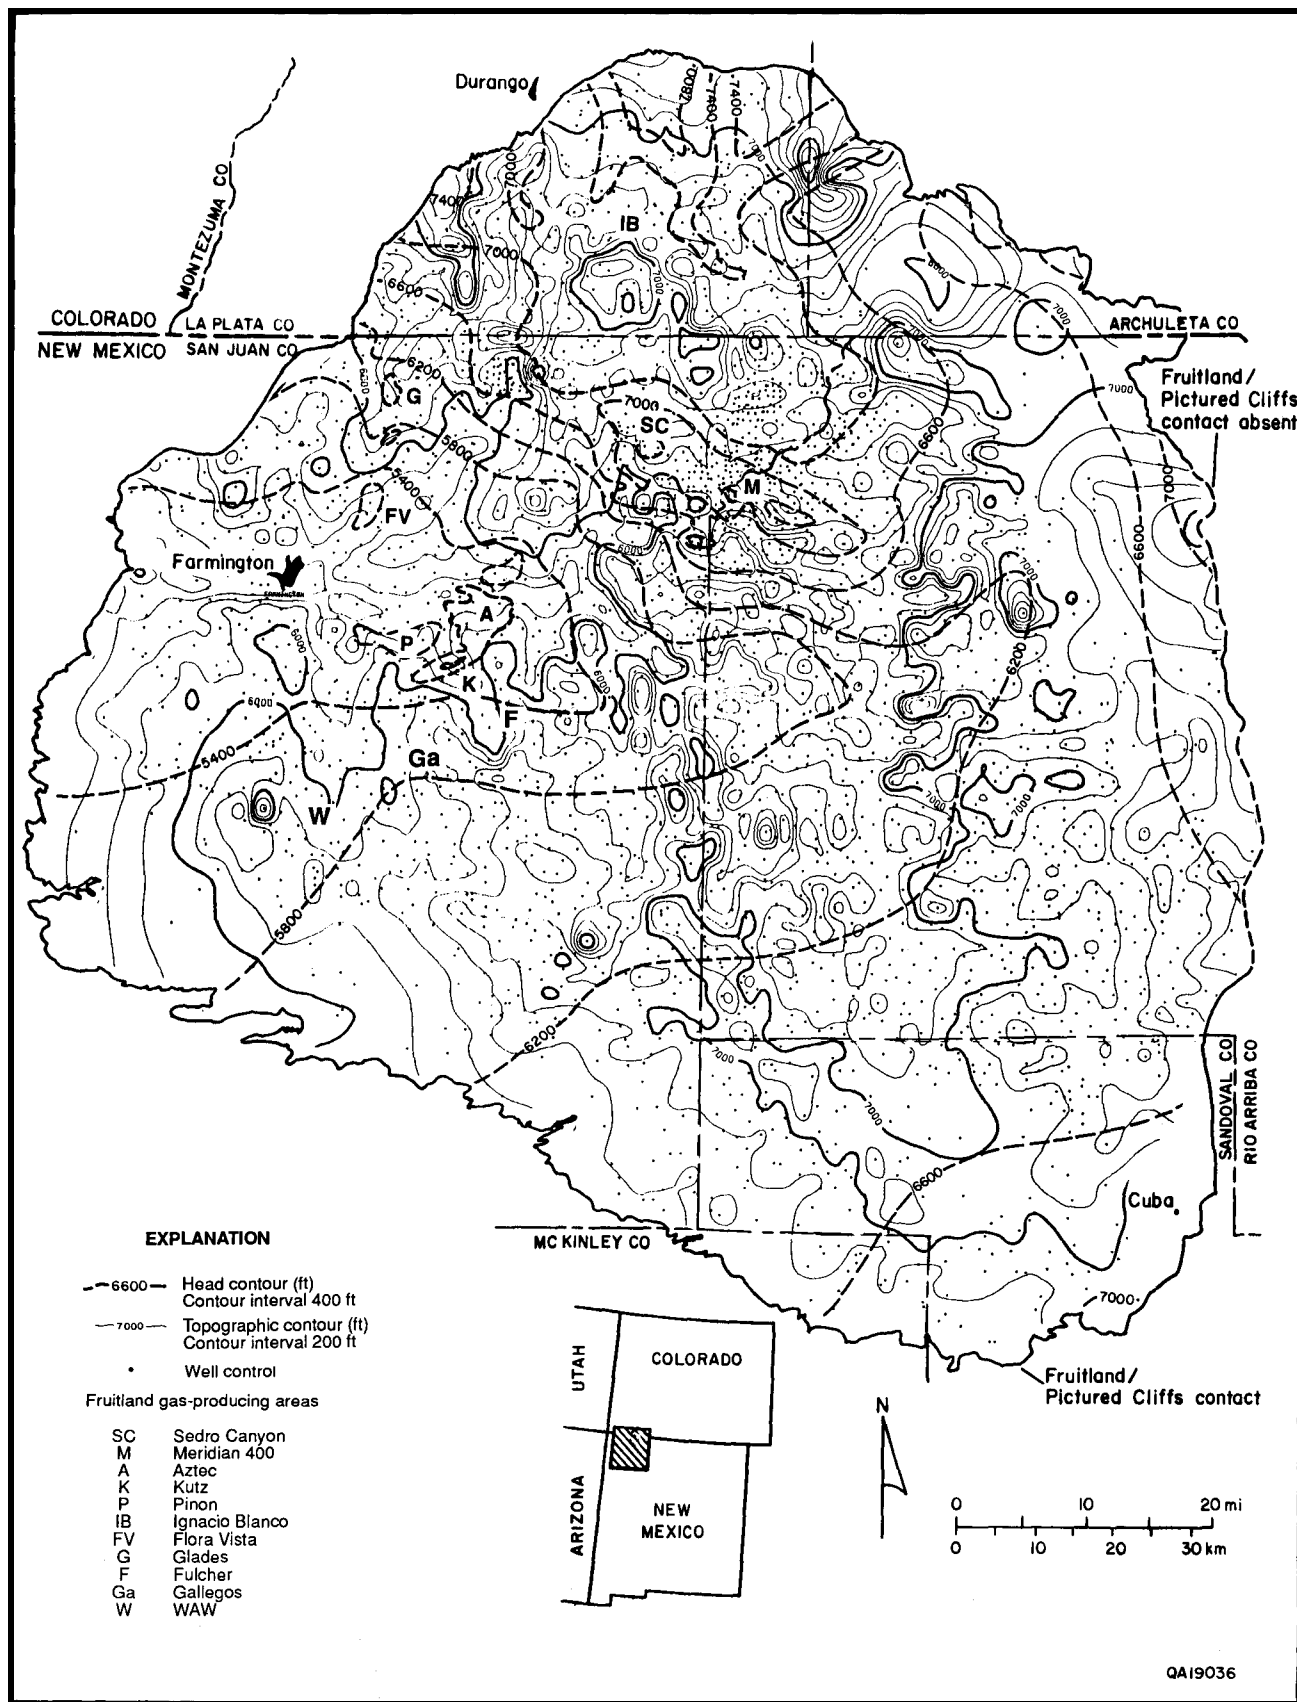 Durango
7800
7400
7400
7000
7000
7400
IB
MONTEZUMA CO
7000
7000
6600
6600
7000
COLORADO
LA PLATA CO
ARCHULETA CO
NEW MEXICO
SAN JUAN CO
6200
6000
7000
7000
Fruitland/
Pictured Cliffs
contact absent
G
7000
SC
6600
5800
5400
M
7000
FV
6600
6000
Farmington
7000
A
P
6000
6200
K
6000
6000
F
5400
Ga
7000
7000
W
5800
6200
7000
7000
SANDOVAL CO
RIO ARRIBA CO
6600
Cuba
MC KINLEY CO
7000
EXPLANATION
6600 Head contour (ft)
Contour interval 400 ft
7000 Topographic contour (ft)
Contour interval 200 ft
Well control
Fruitland gas-producing areas
SC Sedro Canyon
M Meridian 400
A Aztec
K Kutz
P Pinon
IB Ignacio Blanco
FV Flora Vista
G Glades
F Fulcher
Ga Gallegos
W WAW
UTAH
COLORADO
ARIZONA
NEW
MEXICO
Fruitland/
Pictured Cliffs contact
N
0 10 20 mi
0 10 20 30 km
QA19036